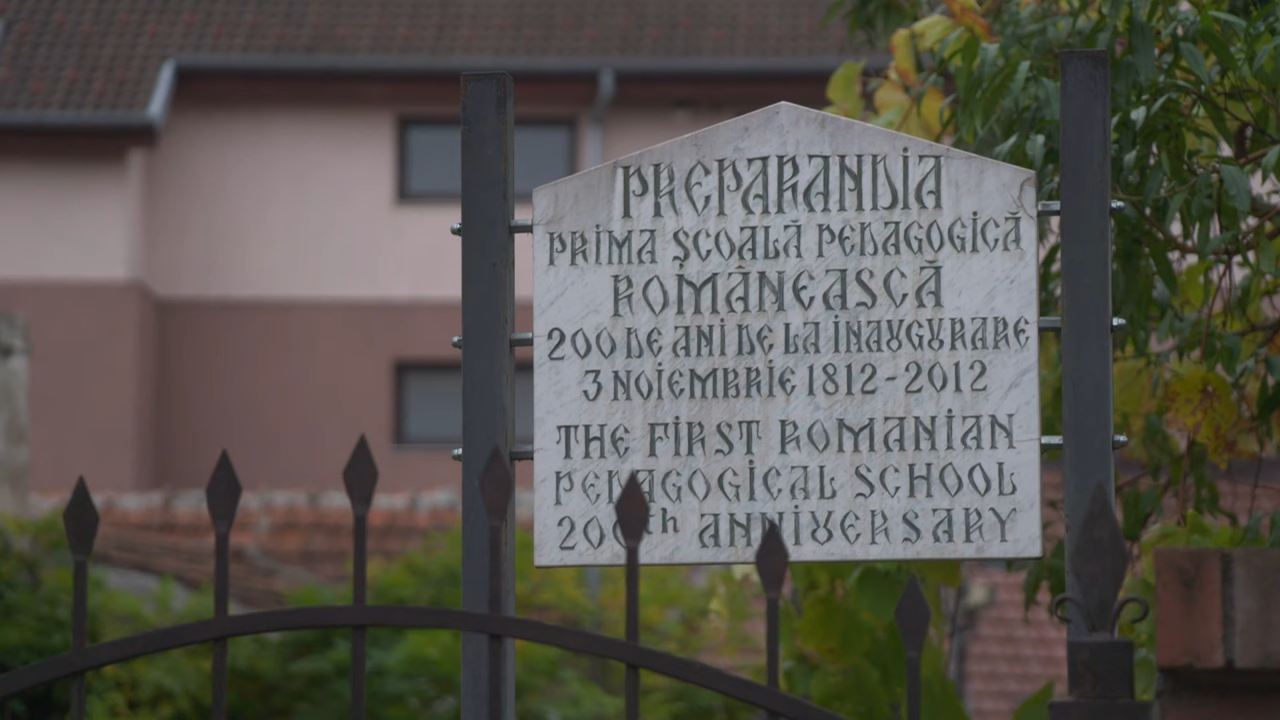 PREPARANDIA
PRIMA ȘCOALĂ PEDAGOGICĂ
ROMÂNEASCĂ
200 DE ANI DE LA INAUGURARE
3 NOIEMBRIE 1812-2012
THE FIRST ROMANIAN
PEDAGOGICAL SCHOOL
200th ANNIVERSARY